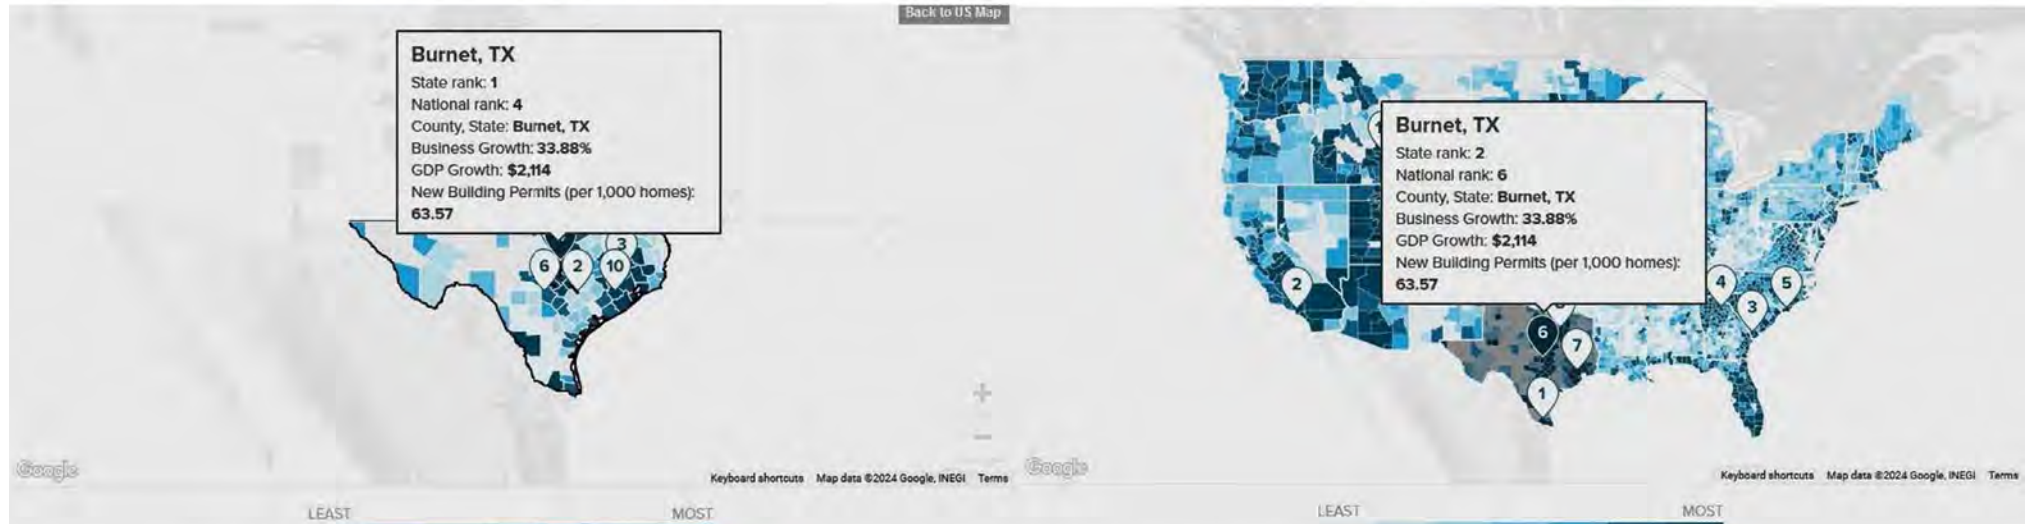 Back to US Map
Burnet, TX
State rank: 1
National rank: 4
County, State: Burnet, TX
Business Growth: 33.88%
GDP Growth: $2,114
New Building Permits (per 1,000 homes):
63.57
3
6 2 10
Google
Keyboard shortcuts Map data ©2024 Google, INEGI Terms
LEAST MOST
Burnet, TX
State rank: 2
National rank: 6
County, State: Burnet, TX
Business Growth: 33.88%
GDP Growth: $2,114
New Building Permits (per 1,000 homes):
63.57
2 4 5
3
6
7
1
Google
Keyboard shortcuts Map data ©2024 Google, INEGI Terms
LEAST MOST